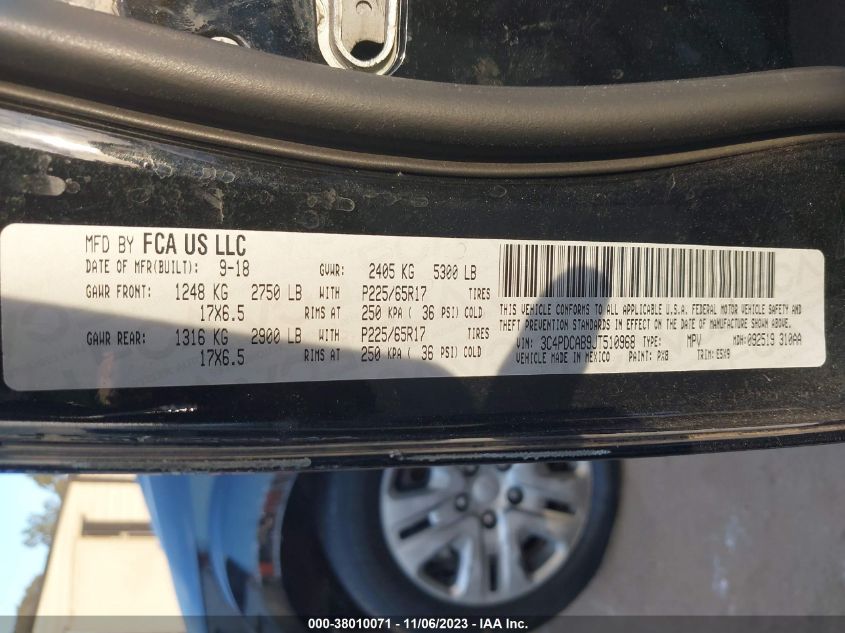 MFD BY FCA US LLC
DATE OF MFR(BUILT): 9-18 GVWR: 2405 KG 5300 LB
GAWR FRONT: 1248 KG 2750 LB WITH P225/65R17 TIRES
17X6.5 RIMS AT 250 KPA ( 36 PSI) COLD
GAWR REAR: 1316 KG 2900 LB WITH P225/65R17 TIRES
17X6.5 RIMS AT 250 KPA ( 36 PSI) COLD
THIS VEHICLE CONFORMS TO ALL APPLICABLE U.S.A. FEDERAL MOTOR VEHICLE SAFETY AND
THEFT PREVENTION STANDARDS IN EFFECT ON THE DATE OF MANUFACTURE SHOWN ABOVE.
VIN: 3C4PDCAB9JT510968 TYPE: MPV MDH: 092519 310AA
MADE IN MEXICO PAINT: PX8 TRIM: E5X9
000-38010071 - 11/06/2023 - IAA Inc.